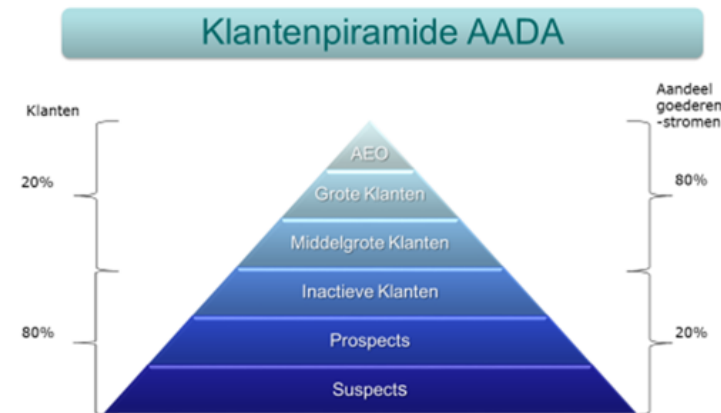 Klantenpiramide AADA
Klanten
Aandeel
goederen
-stromen
AEO
20%
80%
Grote Klanten
Middelgrote Klanten
Inactieve Klanten
80%
Prospects
20%
Suspects